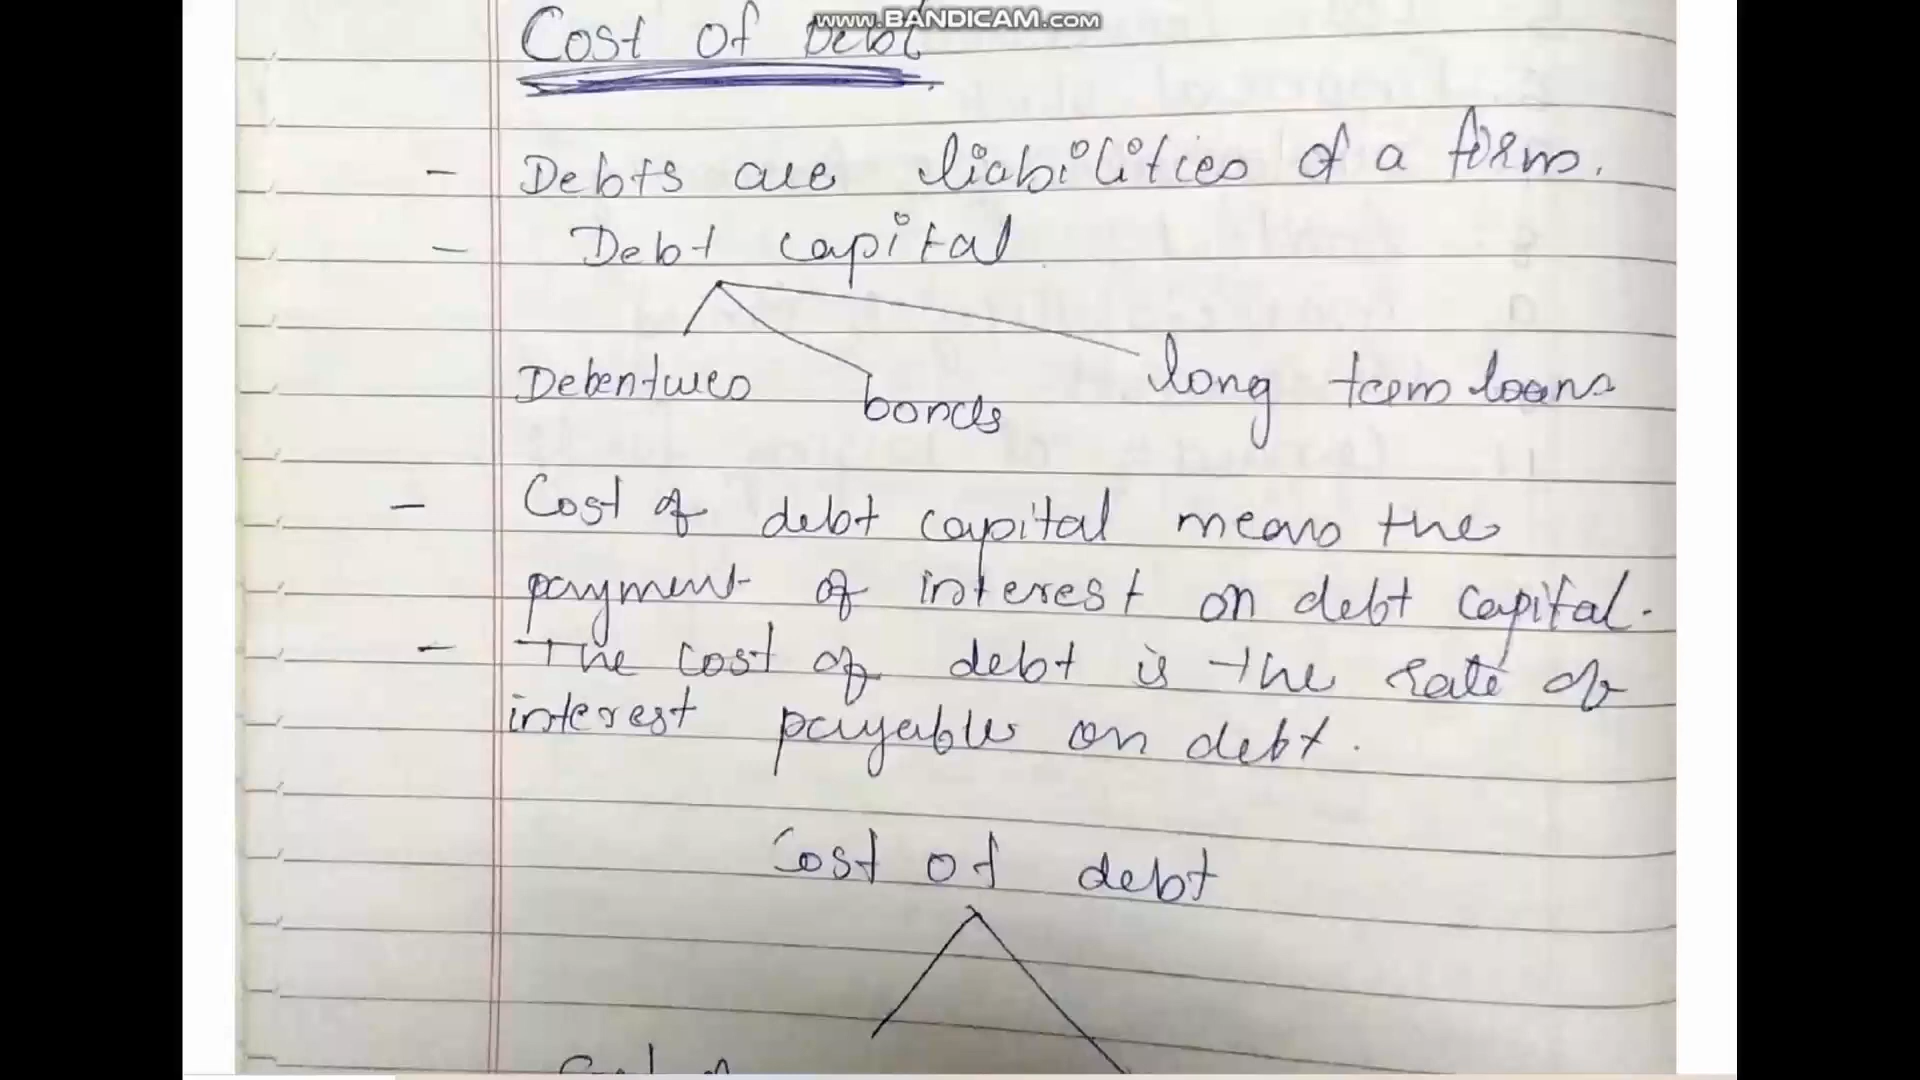 www.BANDICAM.com
Cost of Debt
- Debts are liabilities of a firm.
- Debt capital
Debentures bonds long term loans
- Cost of debt capital means the
payment of interest on debt capital.
- The cost of debt is the rate of
interest payable on debt.
Cost of debt